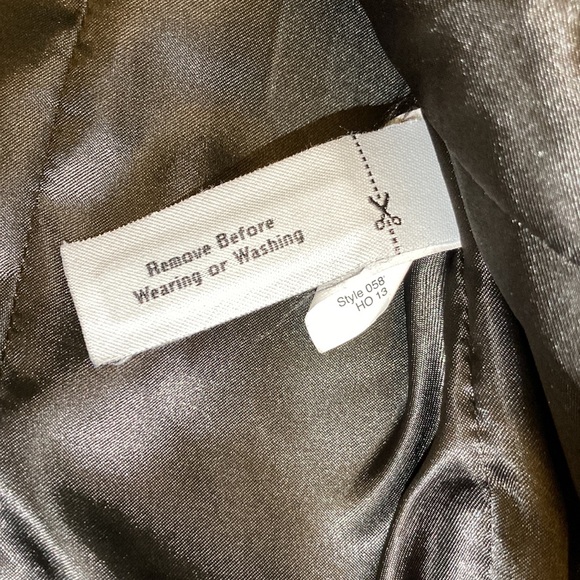 Remove Before
Wearing or Washing
Style 058
HO 13